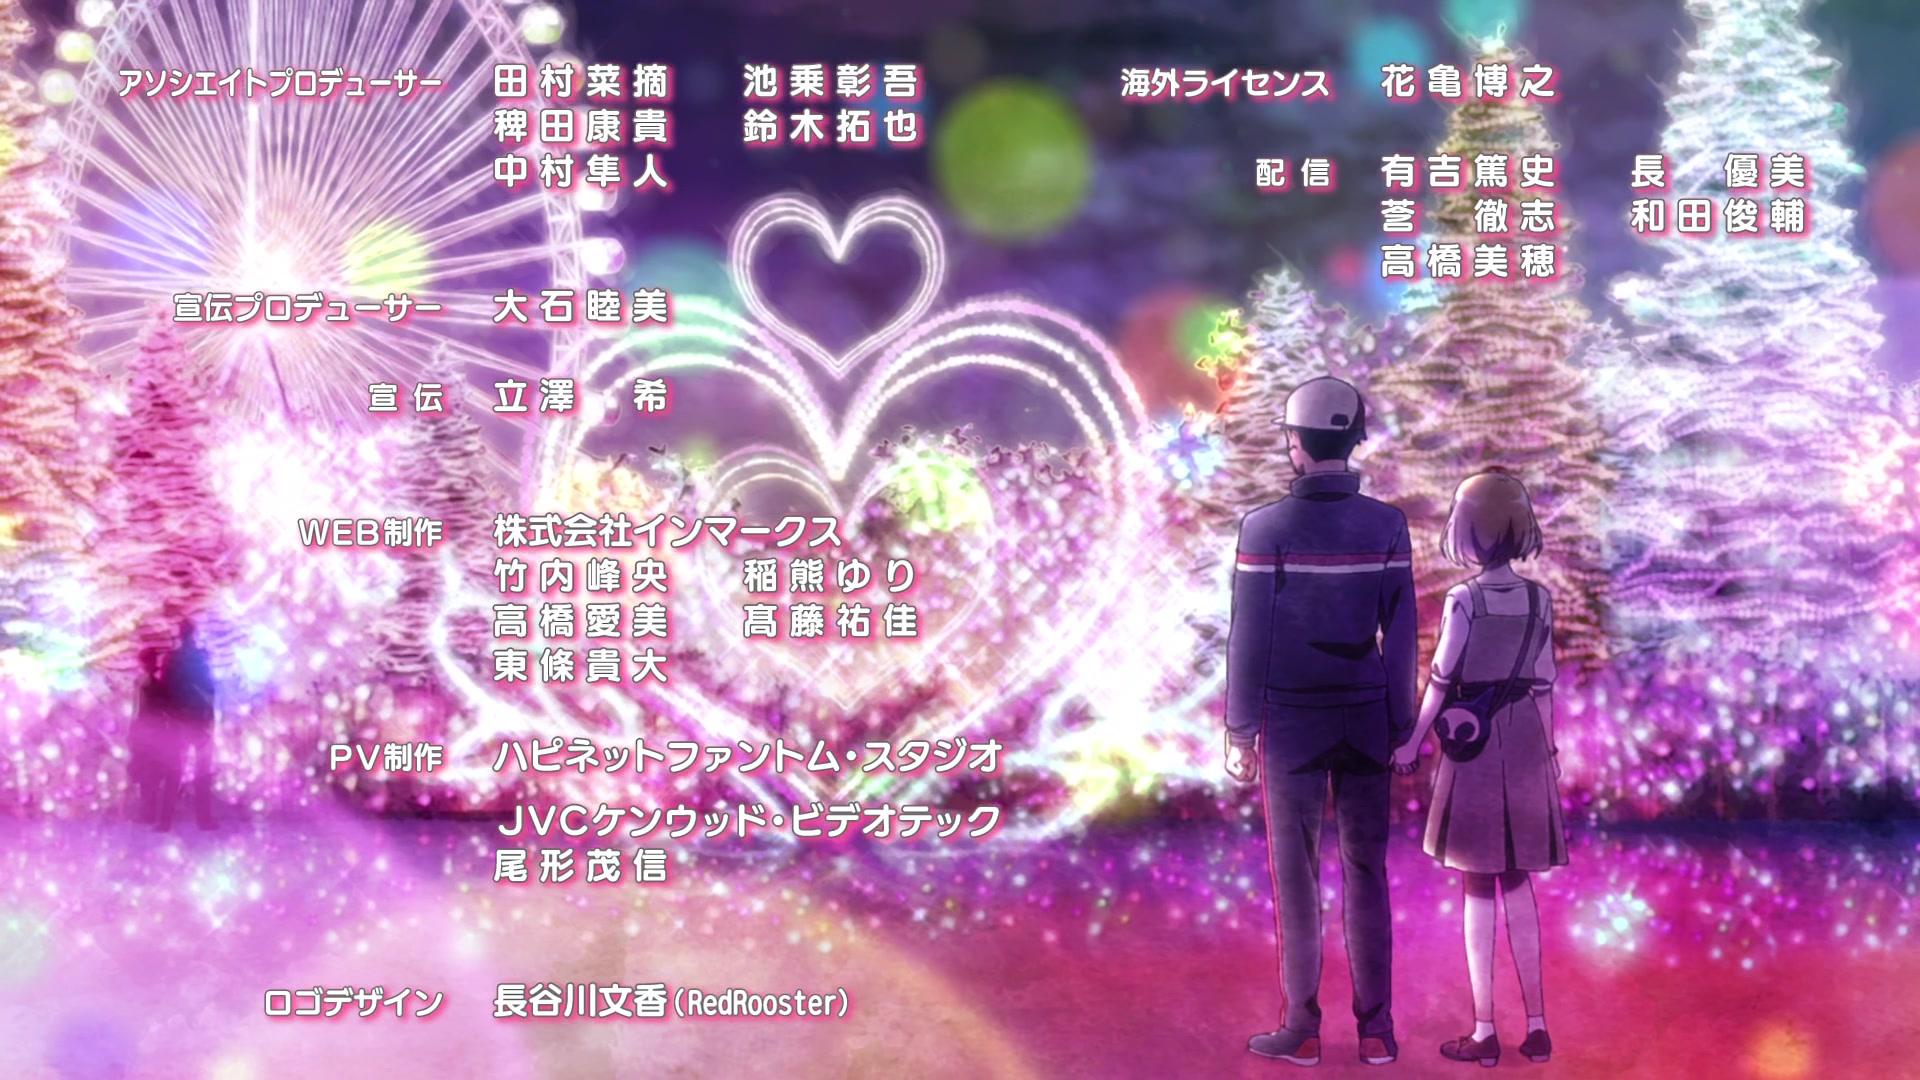 アソシエイトプロデューサー 田村菜摘 池乗彰吾
稗田康貴 鈴木拓也
中村隼人
宣伝プロデューサー 大石睦美
宣伝 立澤 希
WEB制作 株式会社インマークス
竹内峰央 稲熊ゆり
高橋愛美 髙藤祐佳
東條貴大
PV制作 ハピネットファントム・スタジオ
JVCケンウッド・ビデオテック
尾形茂信
ロゴデザイン 長谷川文香(RedRooster)
海外ライセンス 花亀博之
配信 有吉篤史 長 優美
徹志 和田俊輔
高橋美穂